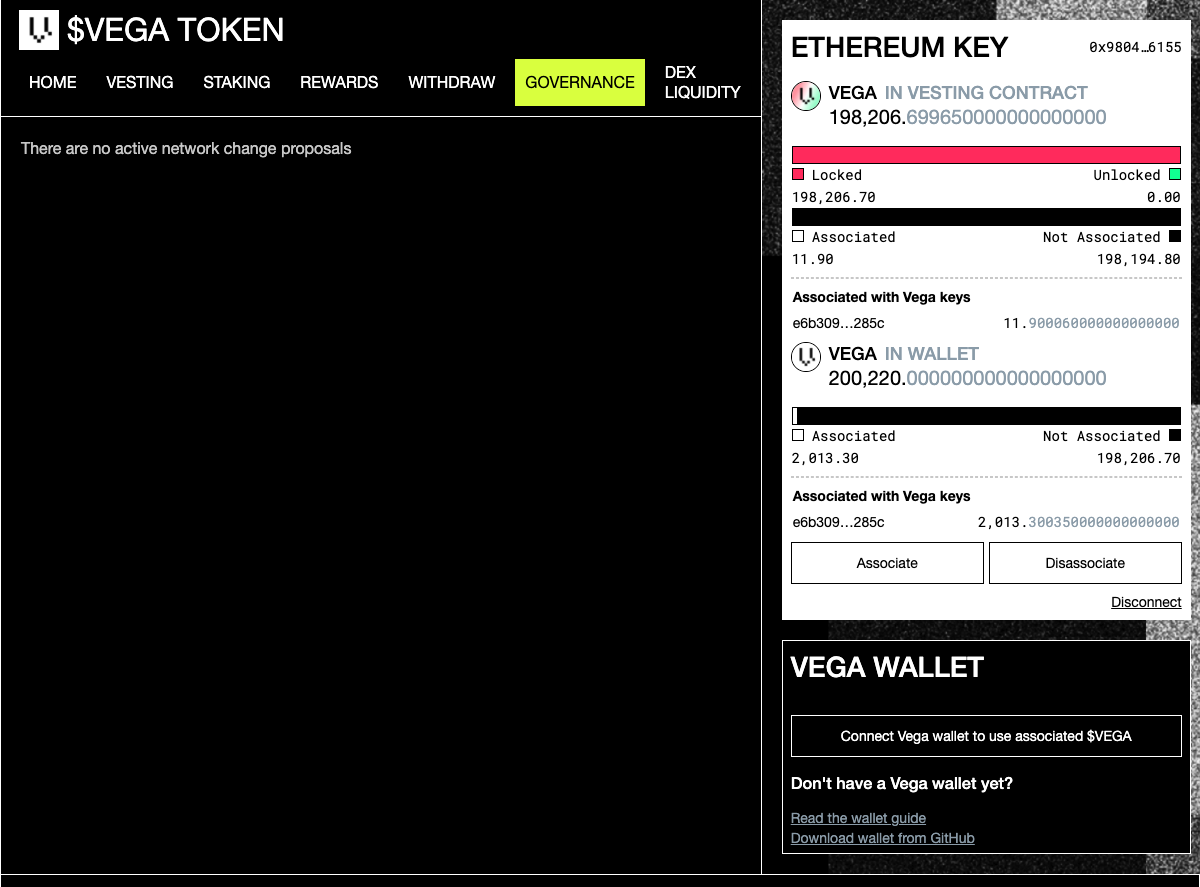 $VEGA TOKEN
HOME VESTING STAKING REWARDS WITHDRAW GOVERNANCE DEX LIQUIDITY
There are no active network change proposals
ETHEREUM KEY 0x9804…6155
VEGA IN VESTING CONTRACT
198,206.699650000000000000
Locked Unlocked
198,206.70 0.00
Associated Not Associated
11.90 198,194.80
Associated with Vega keys
e6b309…285c 11.900060000000000000
VEGA IN WALLET
200,220.000000000000000000
Associated Not Associated
2,013.30 198,206.70
Associated with Vega keys
e6b309…285c 2,013.300350000000000000
Associate Disassociate
Disconnect
VEGA WALLET
Connect Vega wallet to use associated $VEGA
Don't have a Vega wallet yet?
Read the wallet guide
Download wallet from GitHub